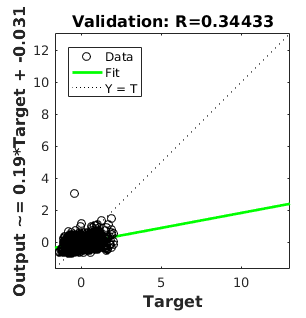 Validation: R=0.34433
Output ~= 0.19*Target + -0.031
12
10
8
6
4
2
0
Data
Fit
Y = T
0
5
10
Target